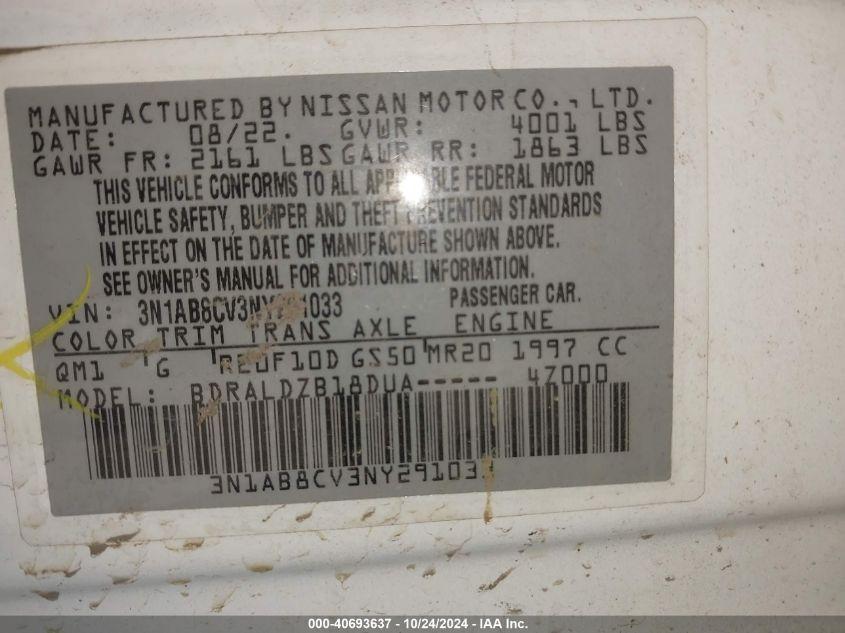 MANUFACTURED BY NISSAN MOTOR CO., LTD.
DATE: 08/22. GVWR: 4001 LBS
GAWR FR: 2161 LBS GAWR RR: 1863 LBS
THIS VEHICLE CONFORMS TO ALL APPLICABLE FEDERAL MOTOR
VEHICLE SAFETY, BUMPER AND THEFT PREVENTION STANDARDS
IN EFFECT ON THE DATE OF MANUFACTURE SHOWN ABOVE.
SEE OWNER'S MANUAL FOR ADDITIONAL INFORMATION.
VIN: 3N1AB8CV3NY291033 PASSENGER CAR.
COLOR TRIM TRANS AXLE ENGINE
QM1 G RE0F10D GS50 MR20 1997 CC
MODEL: BDRALDZB18DUA----- 47000
3N1AB8CV3NY291033
000-40693637 - 10/24/2024 - IAA Inc.